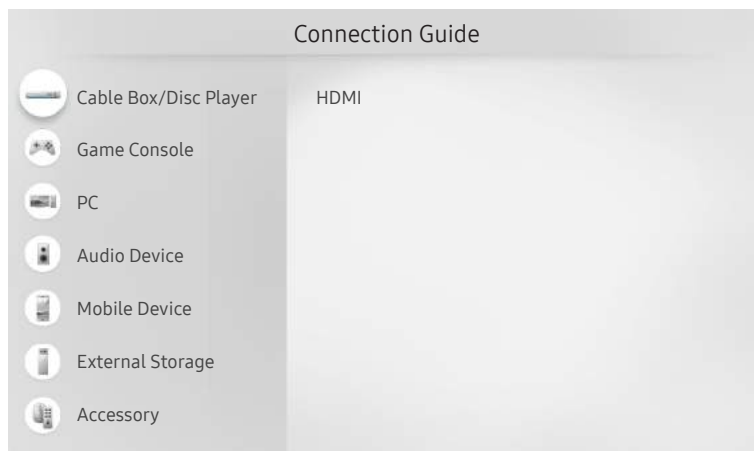 Connection Guide
Cable Box/Disc Player
HDMI
Game Console
PC
Audio Device
Mobile Device
External Storage
Accessory